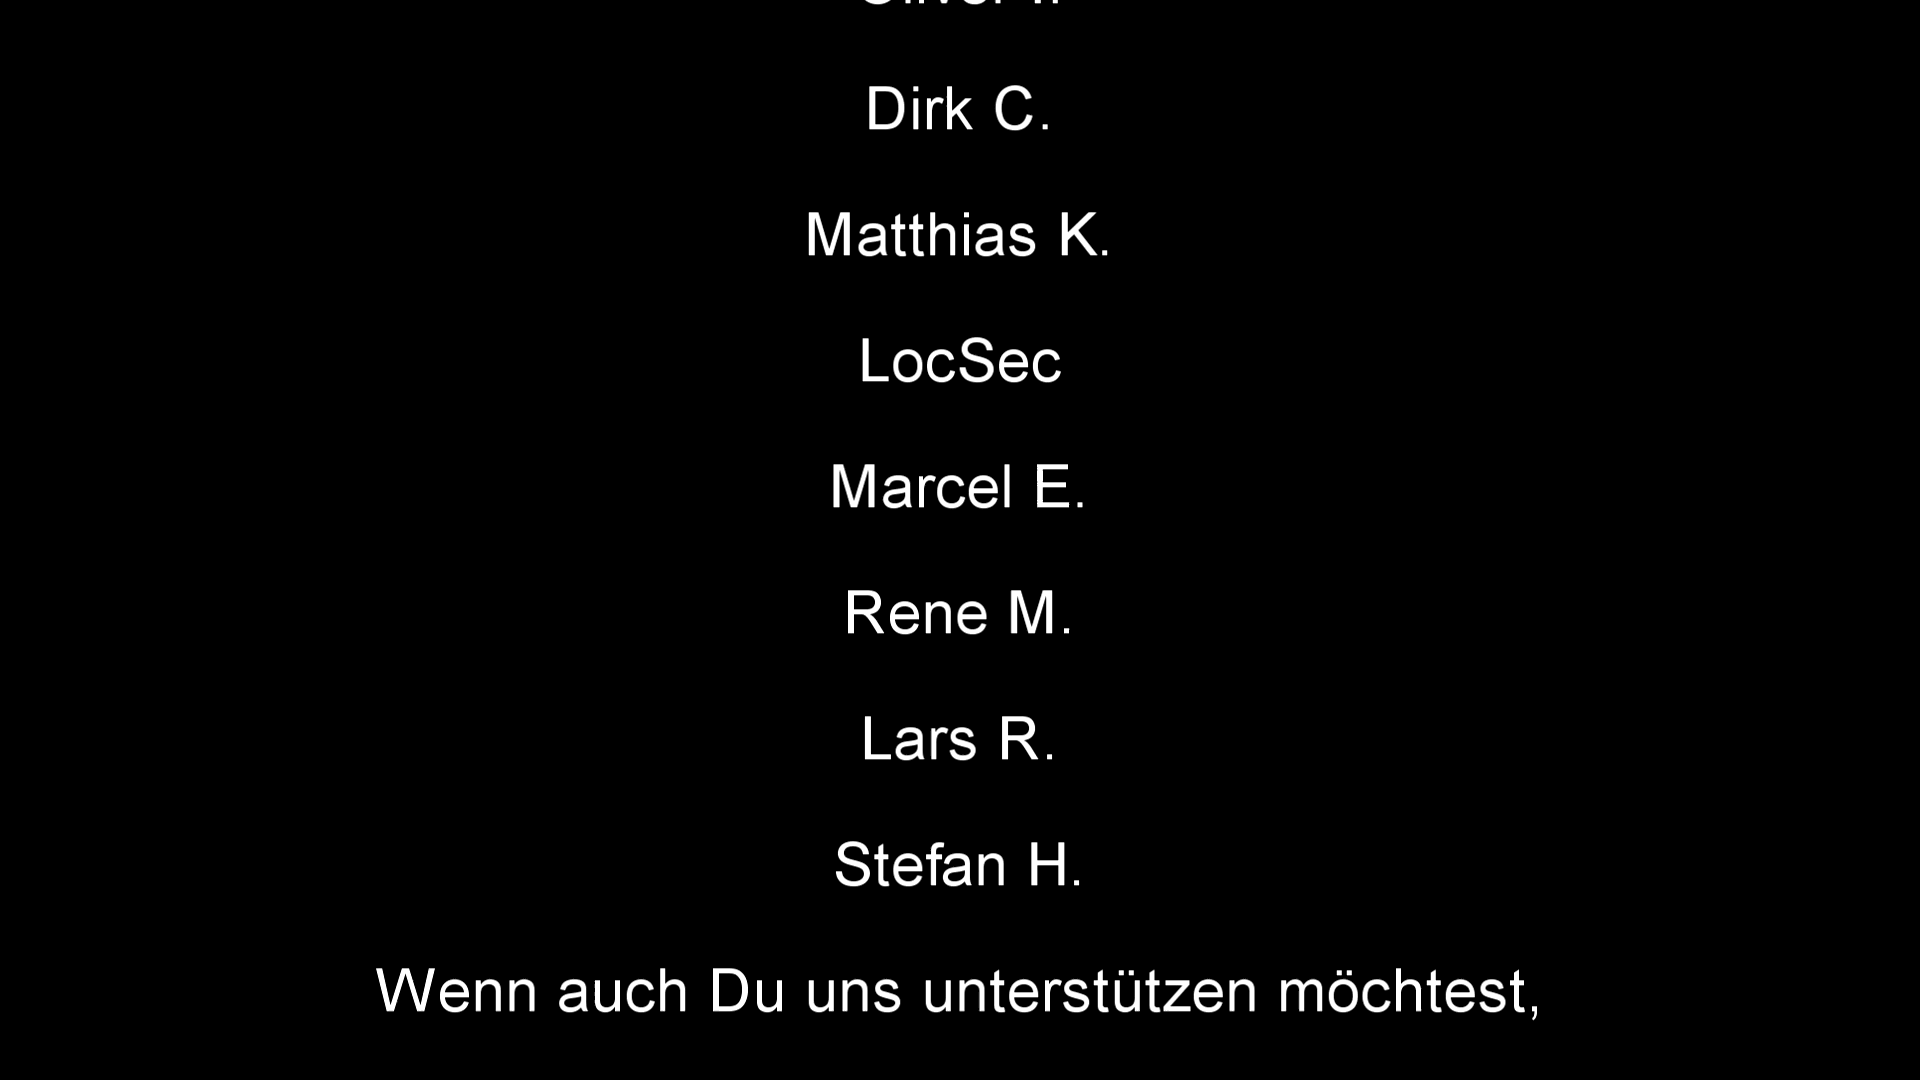 Dirk C.
Matthias K.
LocSec
Marcel E.
Rene M.
Lars R.
Stefan H.
Wenn auch Du uns unterstützen möchtest,